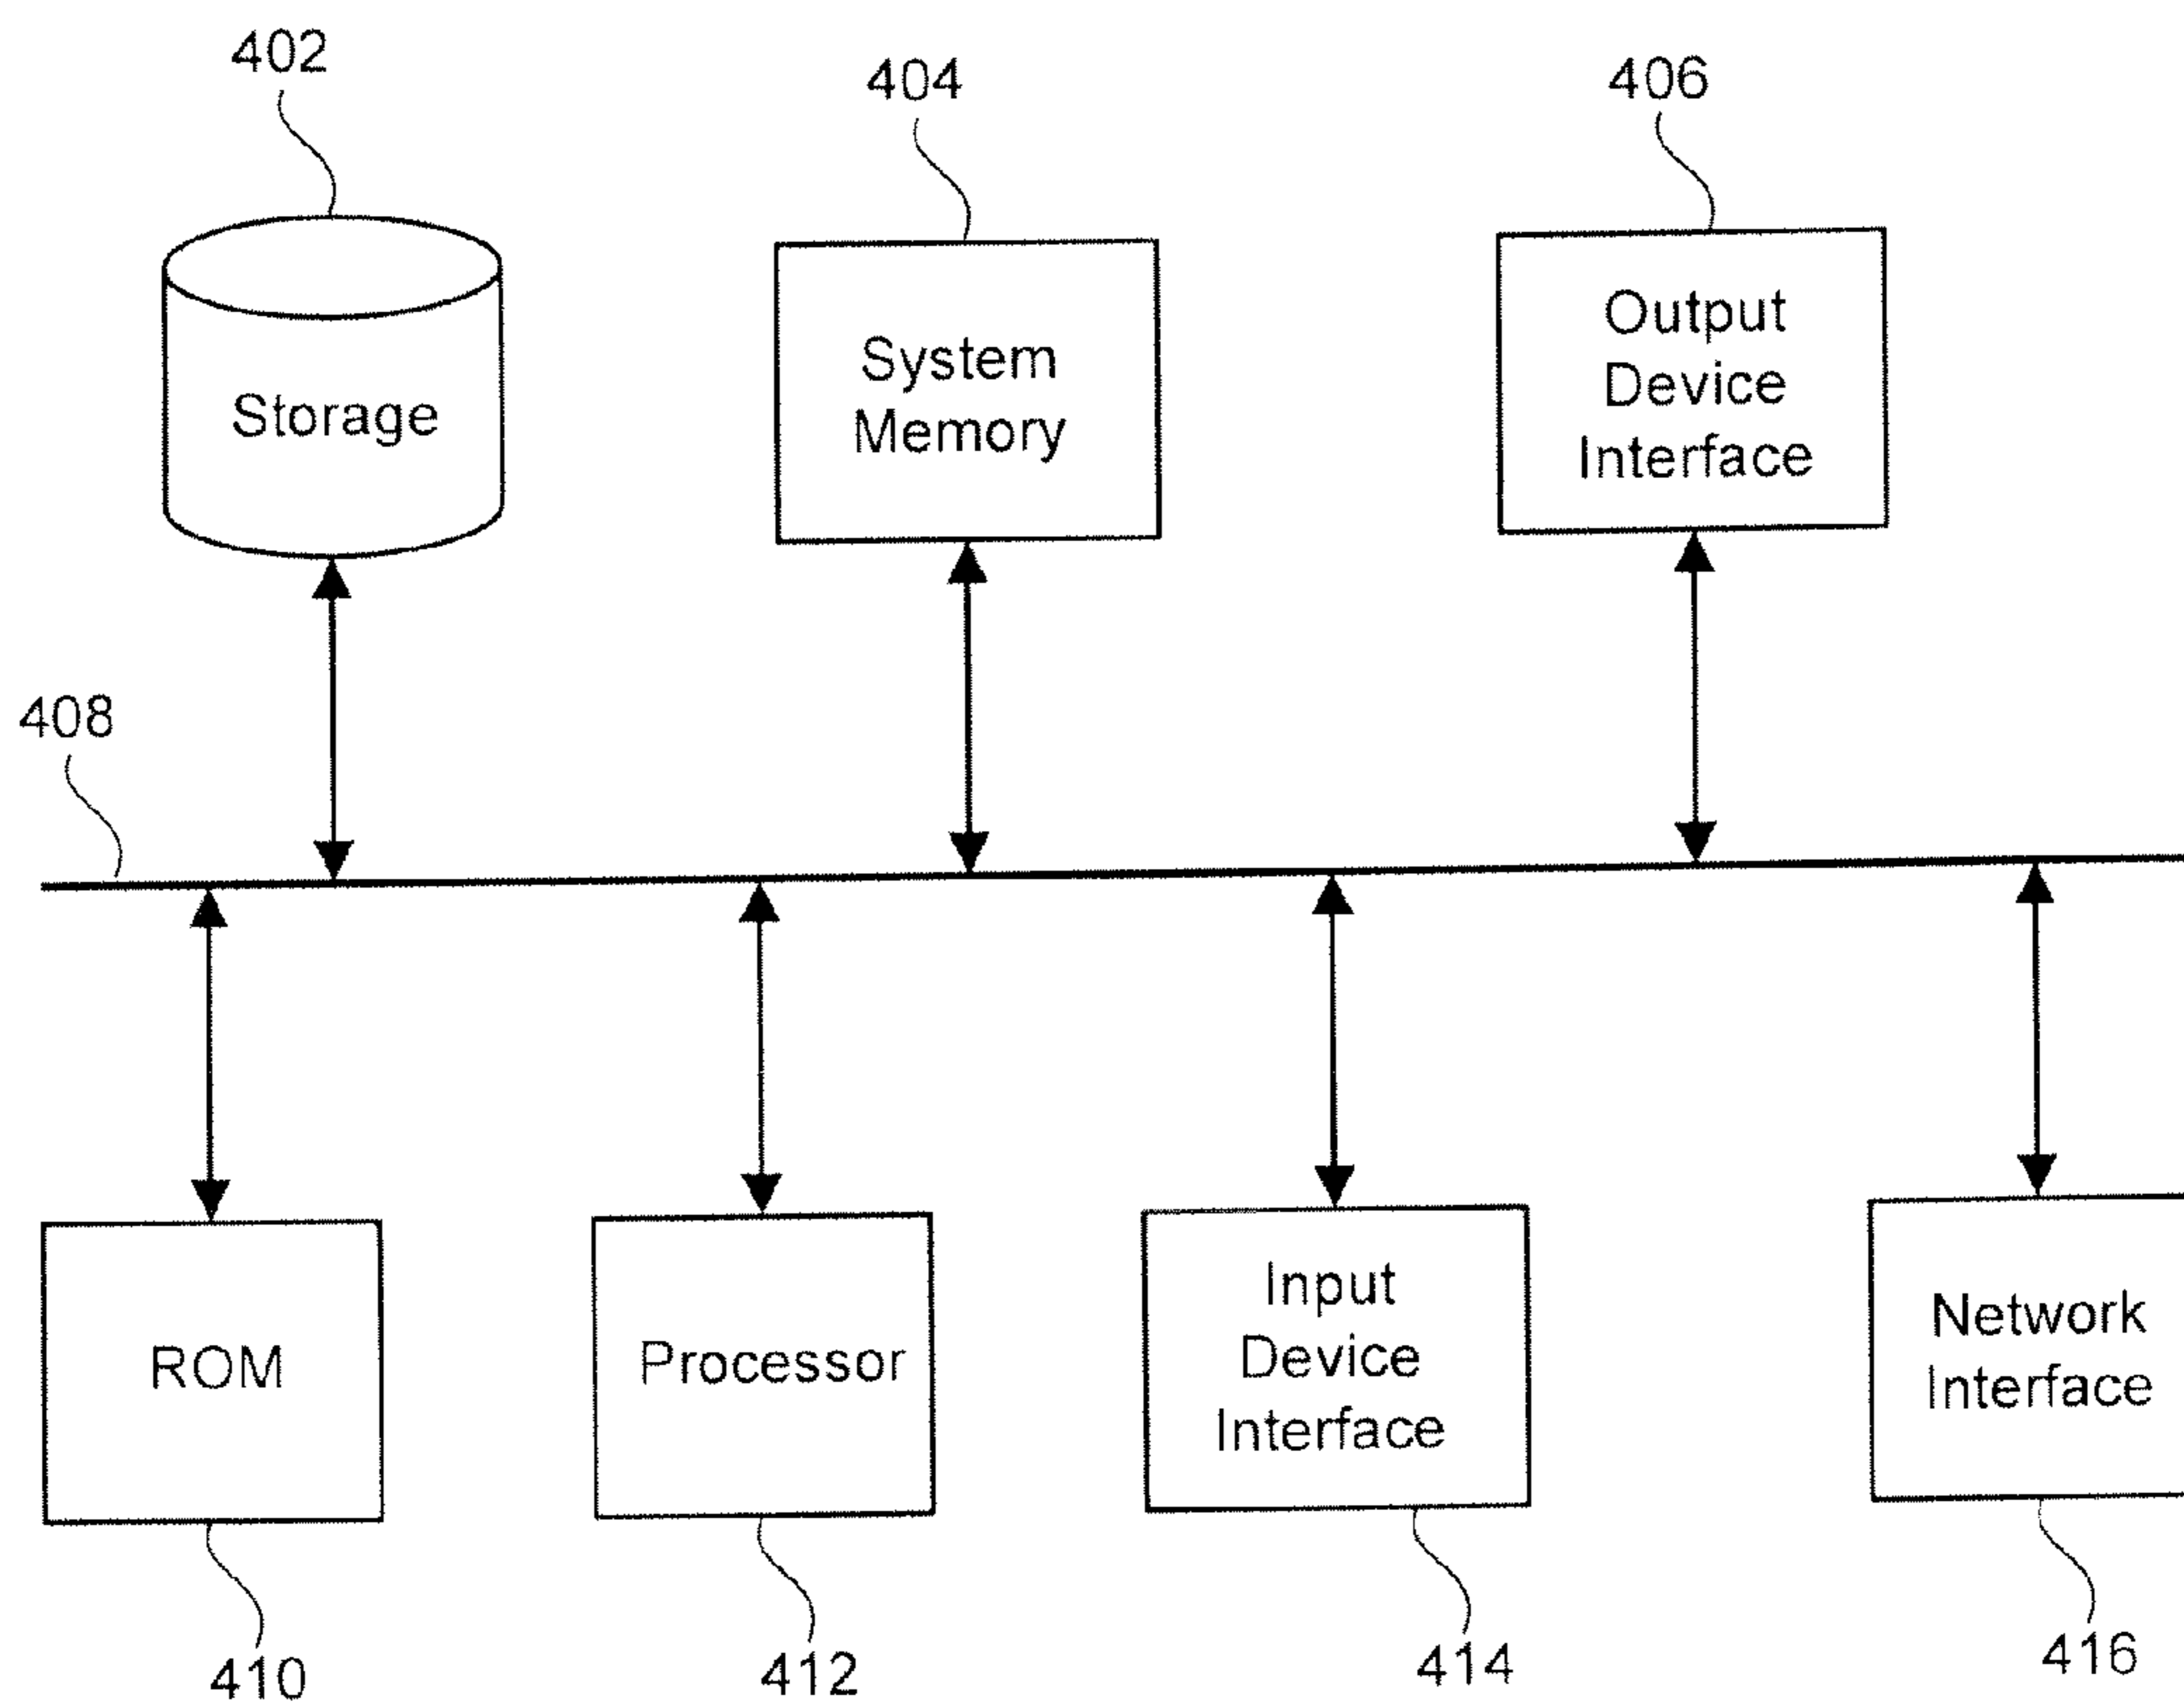 402
404
406
Storage
System
Memory
Output
Device
Interface
408
ROM
Processor
Input
Device
Interface
Network
Interface
410
412
414
416